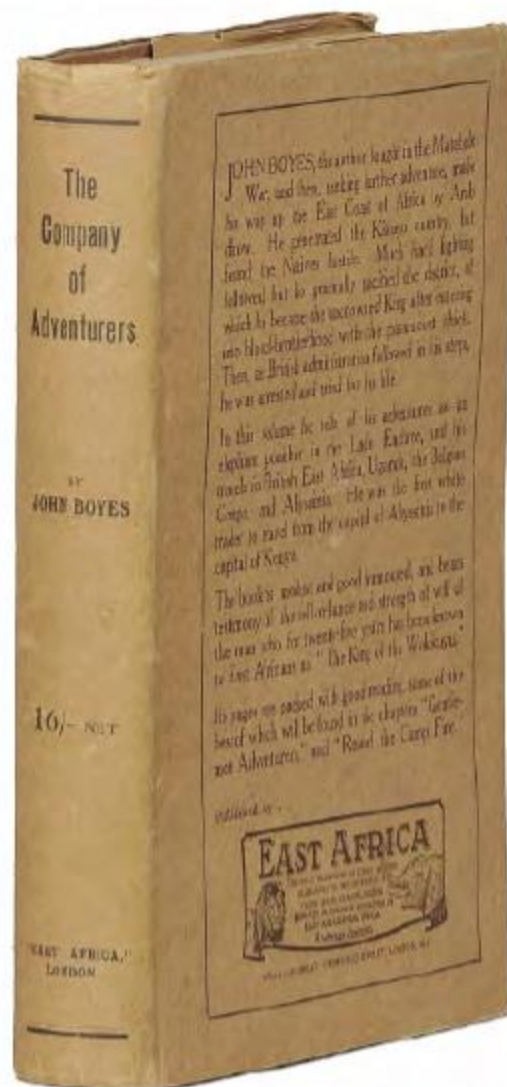 The
Company
of
Adventurers
BY
JOHN BOYES
16/- NET
"EAST AFRICA,"
LONDON
JOHN BOYES, the author fought in the Matabele
War, and then, seeking further adventure, made
his way up the East Coast of Africa by Arab
dhow. He penetrated the Kikuyu country, but
found the Natives hostile. Much hard fighting
followed, but he gradually pacified the district, of
which he became the uncrowned King after entering
into blood-brotherhood with the paramount chiefs.
Then, as British administration followed in his steps,
he was arrested and tried for his life.
In this volume he tells of his adventures as an
elephant poacher in the Lado Enclave, and his
travels in British East Africa, Uganda, the Belgian
Congo, and Abyssinia. He was the first white
trader to travel from the capital of Abyssinia to the
capital of Kenya.
The book is modest and good humoured, and bears
testimony to the self-reliance and strength of will of
the man who for twenty-five years has been known
to East Africans as "The King of the Wakikuyu."
Its pages are packed with good reading, some of the
best of which will be found in the chapters "Gentle-
men Adventurers," and "Round the Camp Fire."
published by
EAST AFRICA
LONDON, W.1